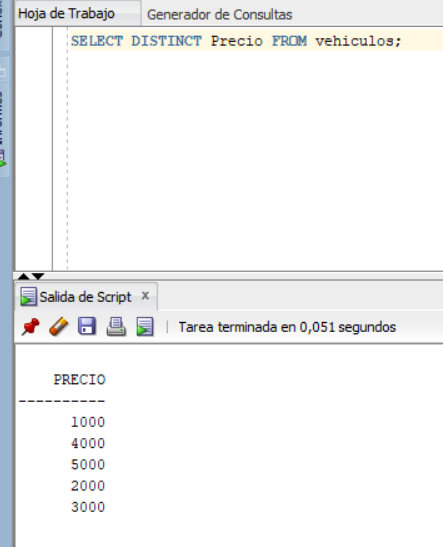 Hoja de Trabajo Generador de Consultas
SELECT DISTINCT Precio FROM vehiculos;
Informes
Salida de Script x
Tarea terminada en 0,051 segundos
PRECIO
----------
1000
4000
5000
2000
3000